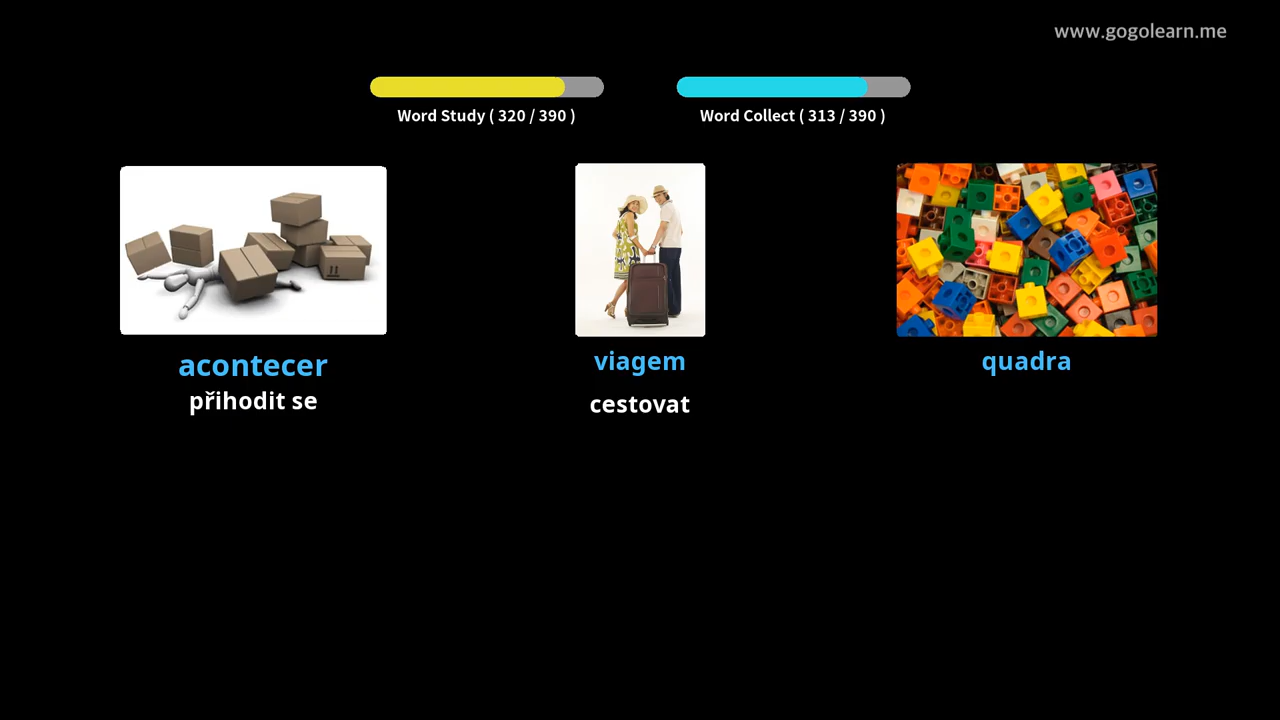 www.gogolearn.me
Word Study ( 320 / 390 )
Word Collect ( 313 / 390 )
acontecer
přihodit se
viagem
cestovat
quadra